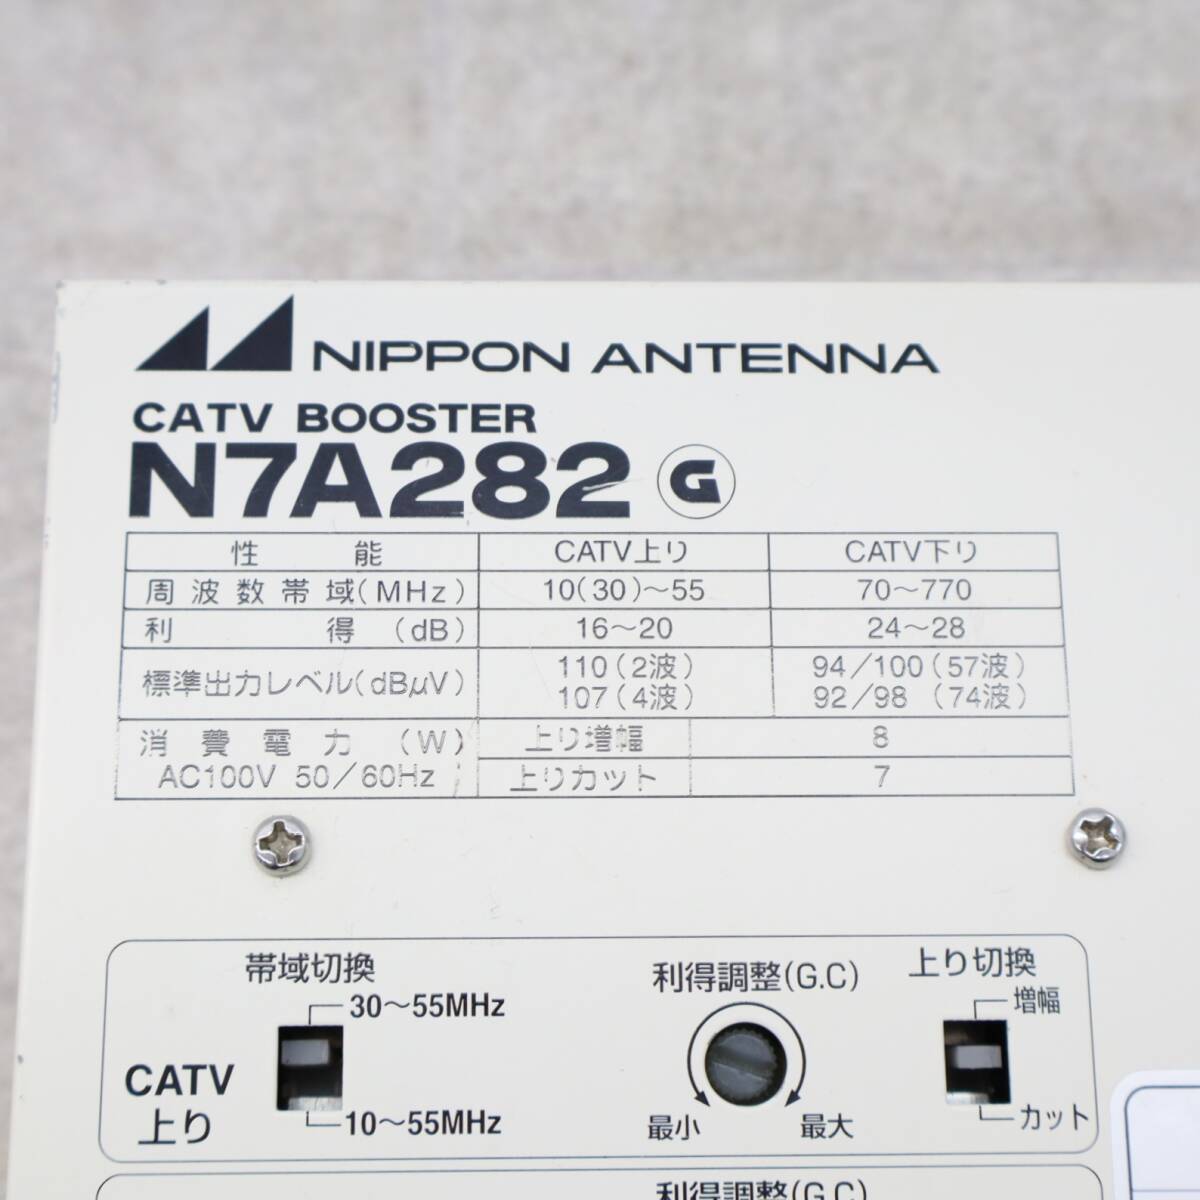 NIPPON ANTENNA
CATV BOOSTER
N7A282 G
性能 CATV上り CATV下り
周波数帯域(MHz) 10(30)～55 70～770
利得(dB) 16～20 24～28
標準出力レベル(dBμV) 110(2波) 94/100(57波)
107(4波) 92/98(74波)
消費電力(W) 上り増幅 8
AC100V 50/60Hz 上りカット 7
帯域切換
30～55MHz
CATV
上り
10～55MHz
利得調整(G.C)
最小 最大
上り切換
増幅
カット
利得調整(G.C)